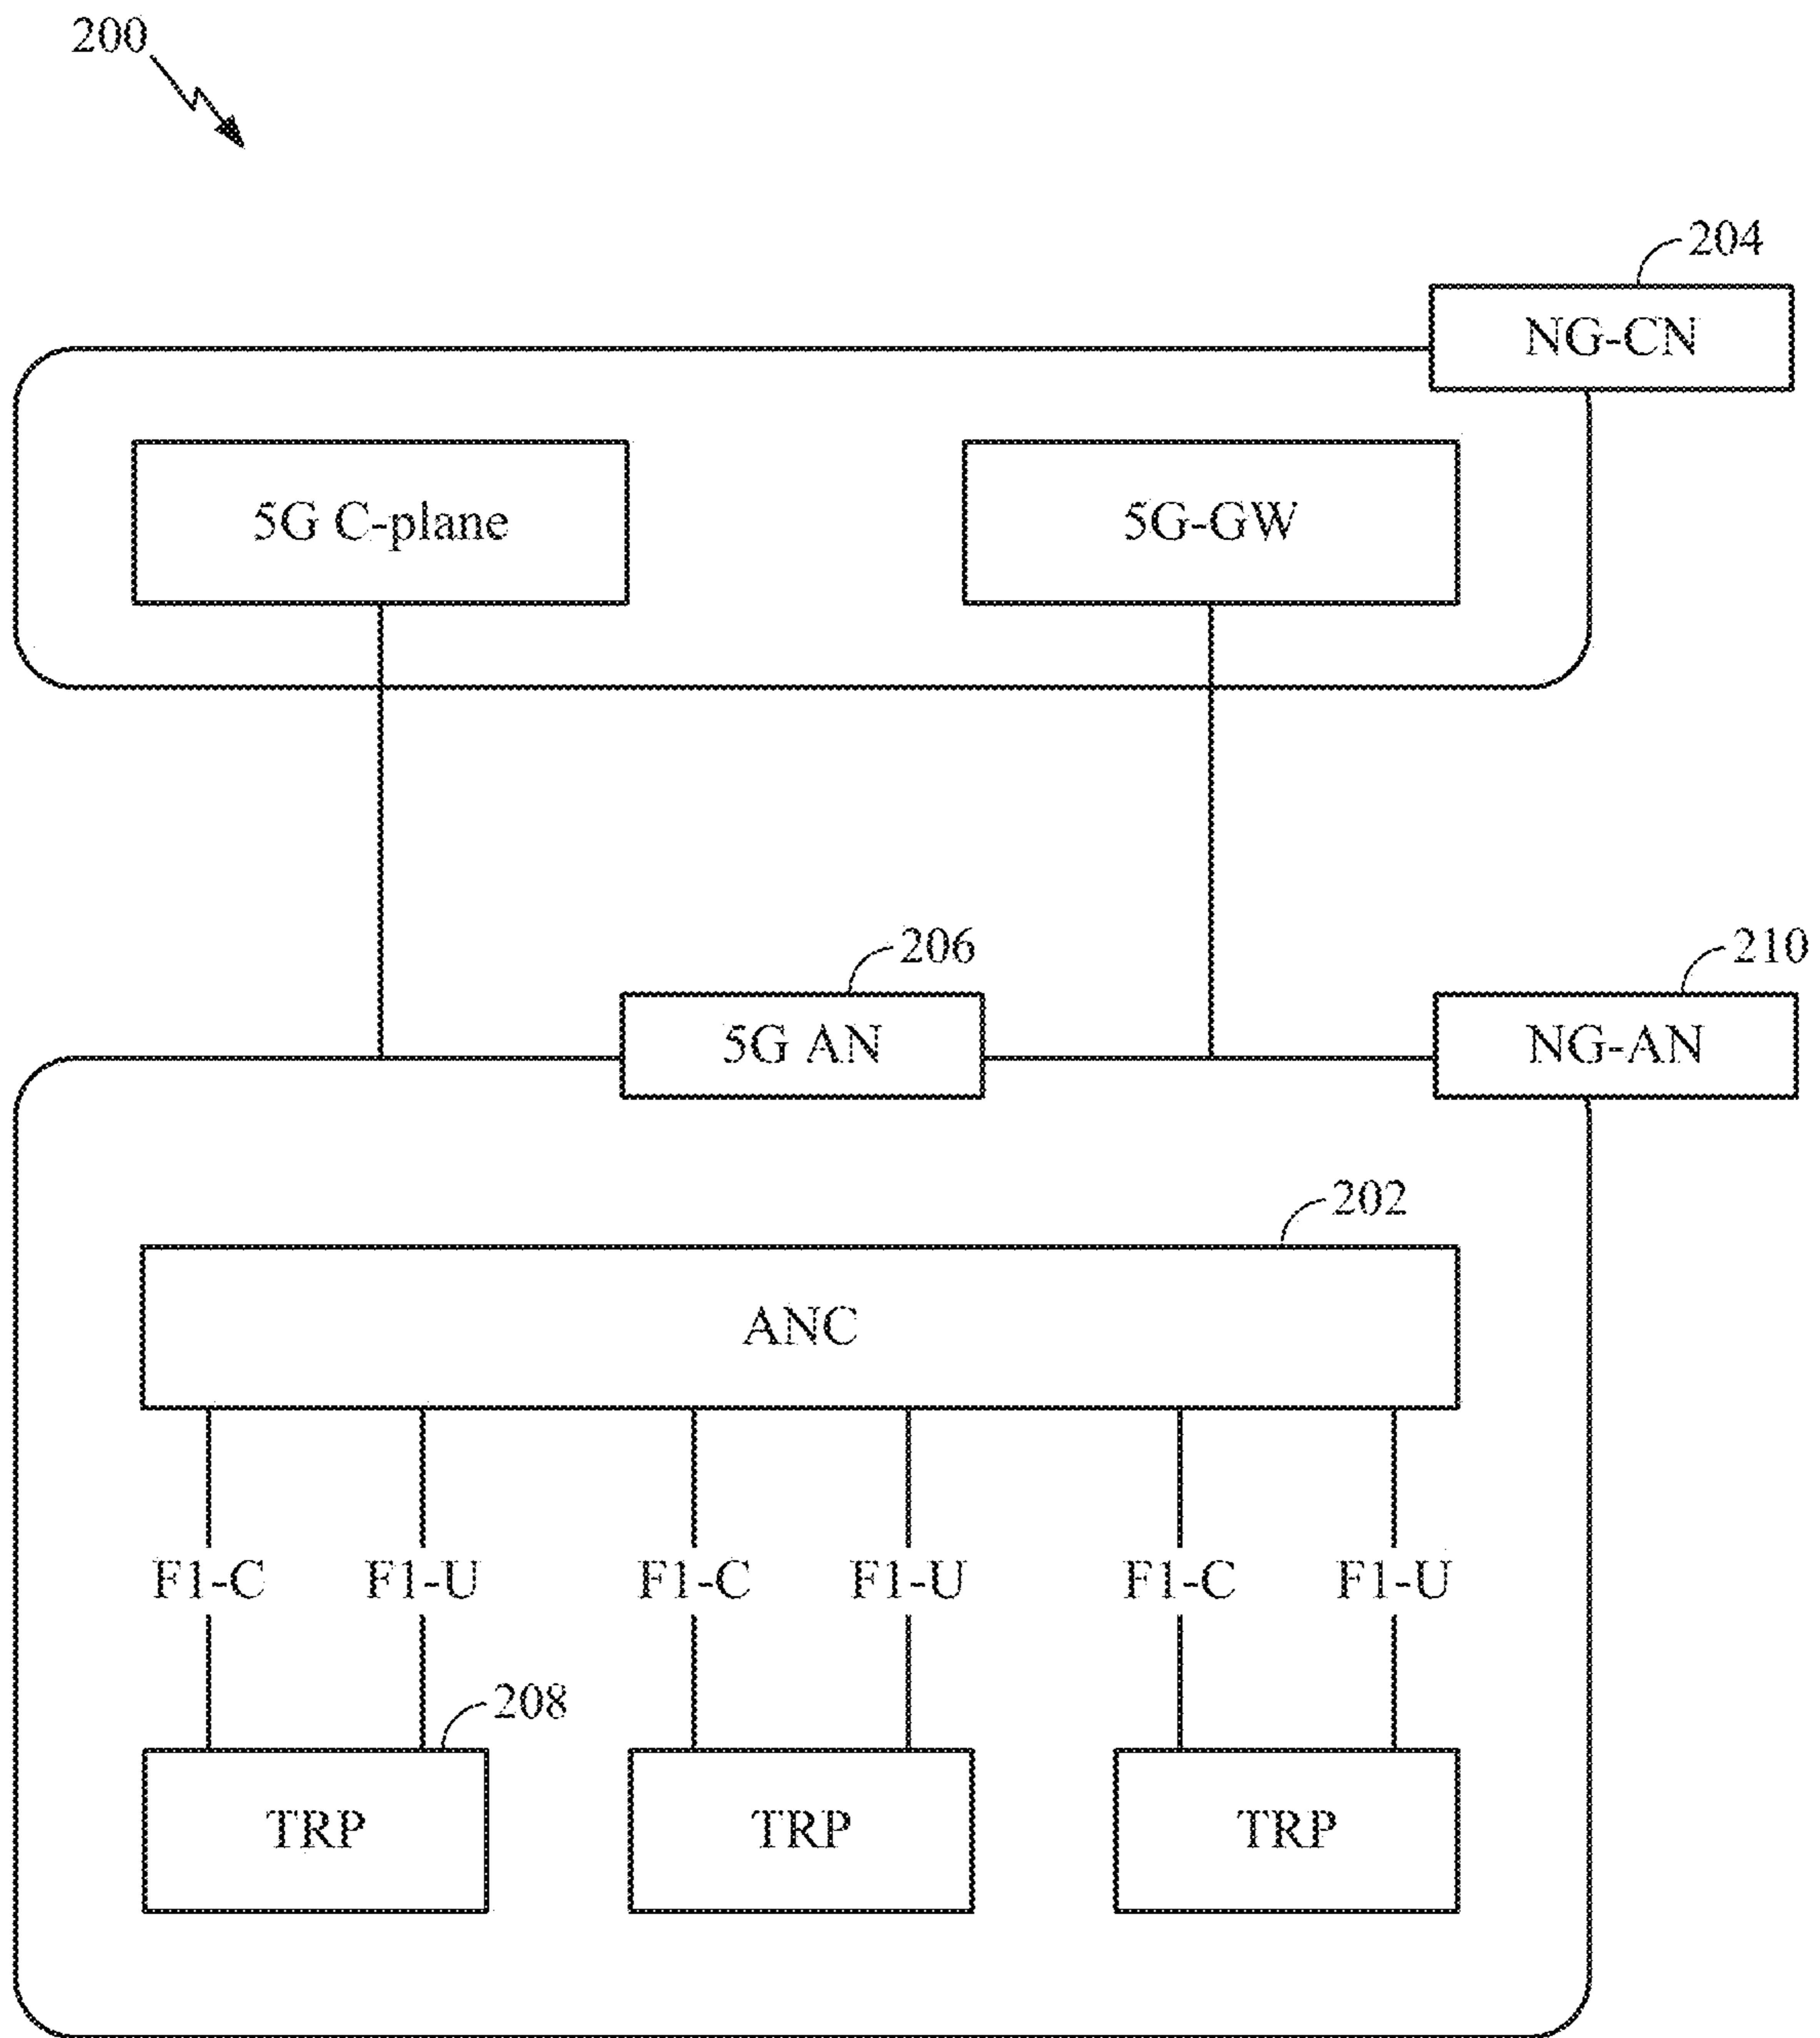 200
204
NG-CN
5G C-plane
5G-GW
206
210
5G AN
NG-AN
202
ANC
F1-C
F1-U
F1-C
F1-U
F1-C
F1-U
208
TRP
TRP
TRP